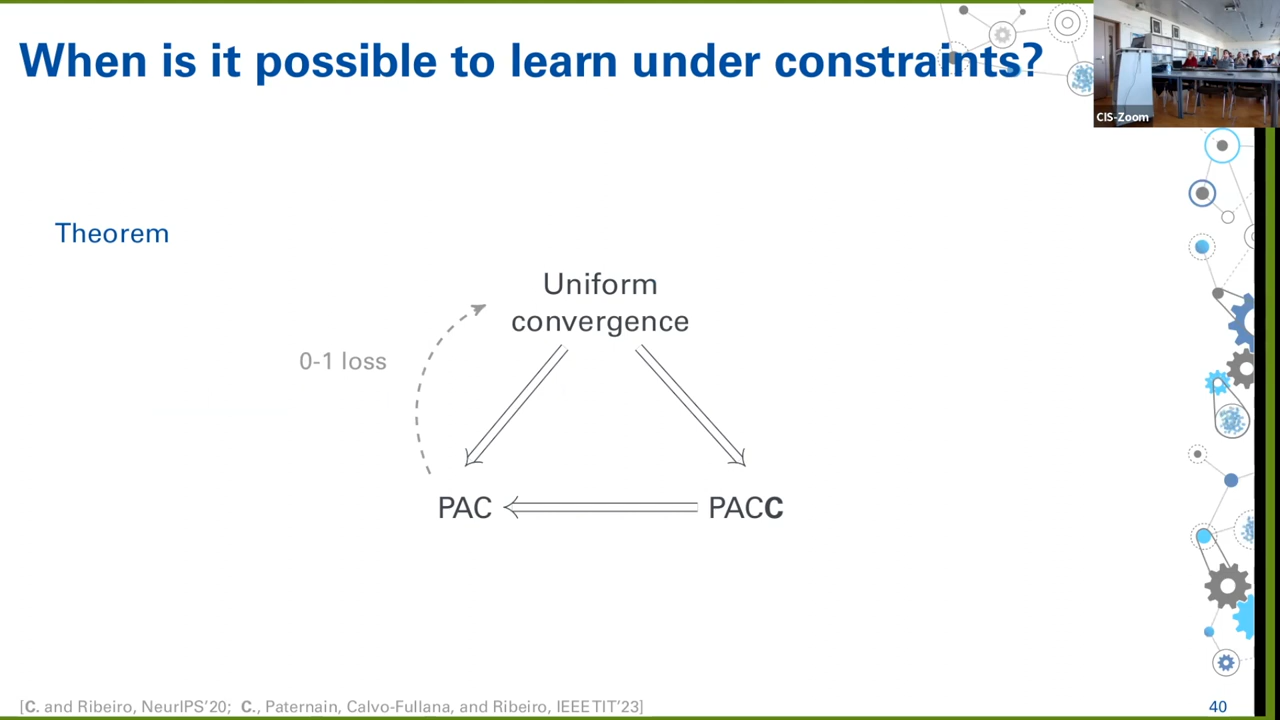 When is it possible to learn under constraints?
CIS-Zoom
Theorem
Uniform
convergence
0-1 loss
PAC
PACC
[C. and Ribeiro, NeurIPS'20; C., Paternain, Calvo-Fullana, and Ribeiro, IEEE TIT'23]
40